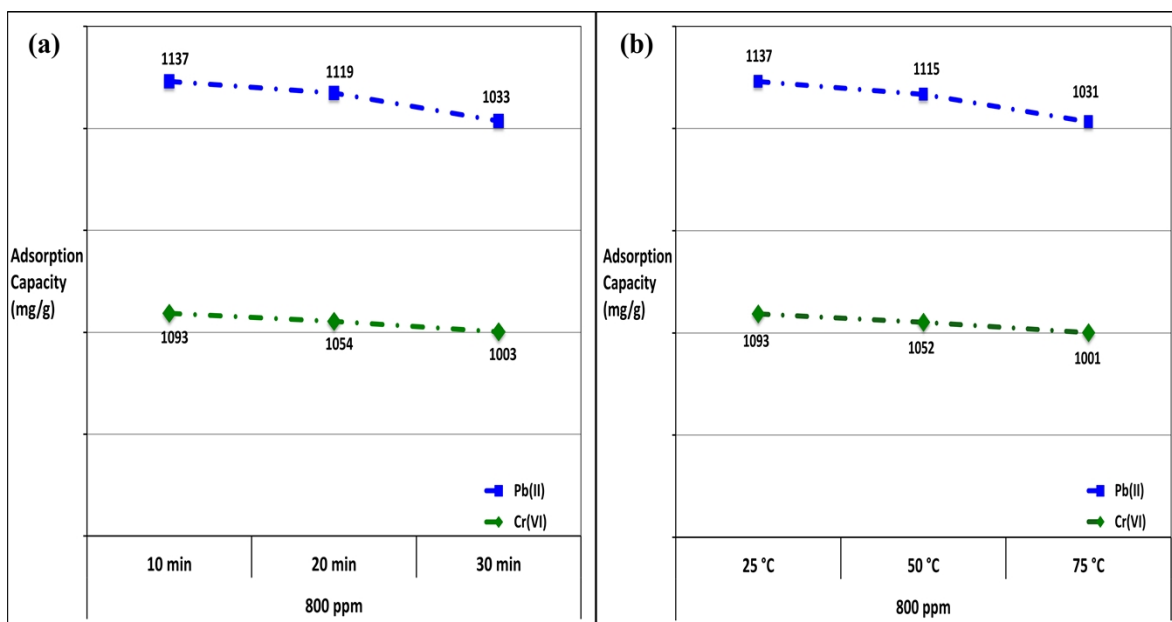 (a)
1137
1119
1033
Adsorption
Capacity
(mg/g)
1093
1054
1003
Pb(II)
Cr(VI)
10 min
20 min
30 min
800 ppm
(b)
1137
1115
1031
Adsorption
Capacity
(mg/g)
1093
1052
1001
Pb(II)
Cr(VI)
25 °C
50 °C
75 °C
800 ppm